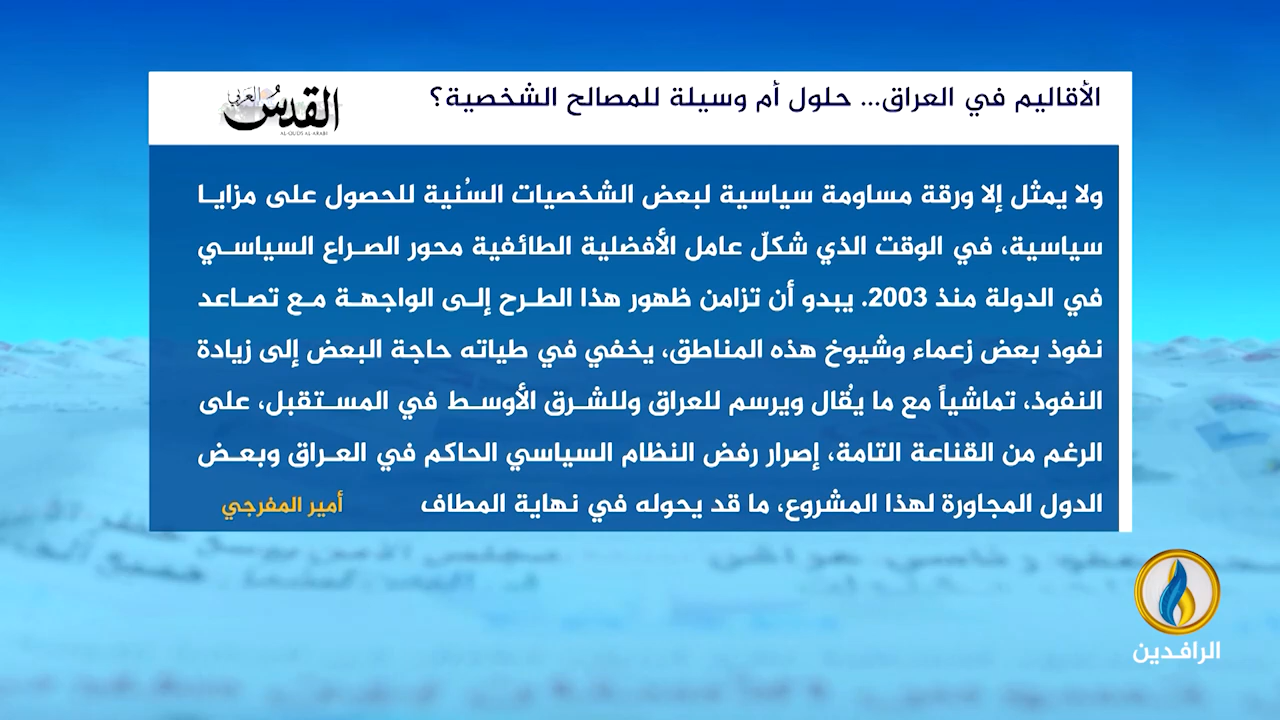 الأقاليم في العراق... حلول أم وسيلة للمصالح الشخصية؟
القدس العربي
AL-QUDS AL-ARABI
ولا يمثل إلا ورقة مساومة سياسية لبعض الشخصيات السُنية للحصول على مزايا
سياسية، في الوقت الذي شكلّ عامل الأفضلية الطائفية محور الصراع السياسي
في الدولة منذ 2003. يبدو أن تزامن ظهور هذا الطرح إلى الواجهة مع تصاعد
نفوذ بعض زعماء وشيوخ هذه المناطق، يخفي في طياته حاجة البعض إلى زيادة
النفوذ، تماشياً مع ما يُقال ويرسم للعراق وللشرق الأوسط في المستقبل، على
الرغم من القناعة التامة، إصرار رفض النظام السياسي الحاكم في العراق وبعض
الدول المجاورة لهذا المشروع، ما قد يحوله في نهاية المطاف
أمير المفرجي
الرافدين